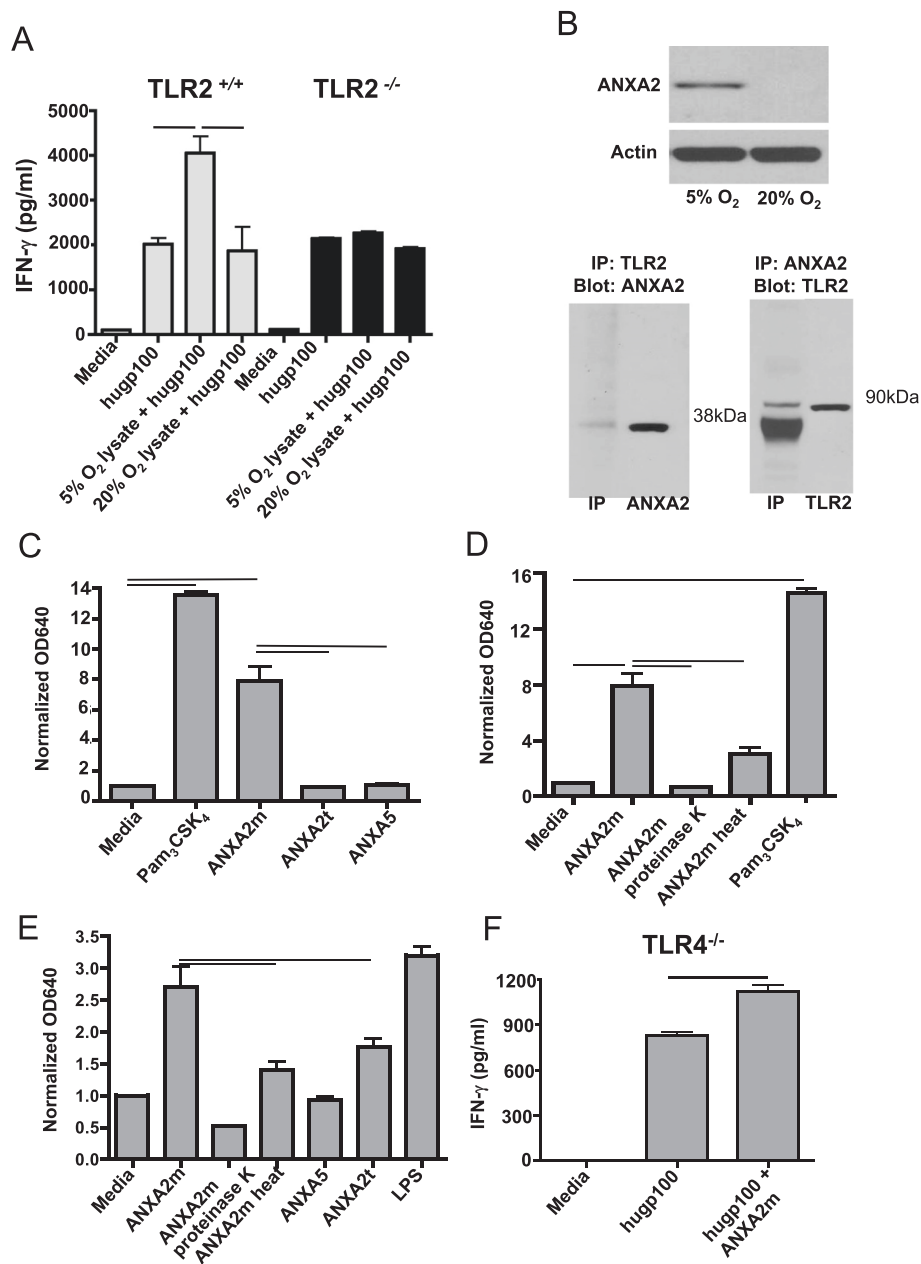 A
TLR2 +/+
TLR2 -/-
IFN-γ (pg/ml)
5000
4000
3000
2000
1000
0
Media
hugp100
5% O2 lysate + hugp100
20% O2 lysate + hugp100
Media
hugp100
5% O2 lysate + hugp100
20% O2 lysate + hugp100
B
ANXA2
Actin
5% O2
20% O2
IP: TLR2
Blot: ANXA2
38kDa
IP
ANXA2
IP: ANXA2
Blot: TLR2
90kDa
IP
TLR2
C
Normalized OD640
14
12
10
8
6
4
2
0
Media
Pam3CSK4
ANXA2m
ANXA2t
ANXA5
D
Normalized OD640
16
12
8
4
0
Media
ANXA2m
ANXA2m
proteinase K
ANXA2m heat
Pam3CSK4
E
Normalized OD640
3.5
3.0
2.5
2.0
1.5
1.0
0.5
0.0
Media
ANXA2m
ANXA2m
proteinase K
ANXA2m heat
ANXA5
ANXA2t
LPS
F
TLR4-/-
IFN-γ (pg/ml)
1200
900
600
300
0
Media
hugp100
hugp100 +
ANXA2m